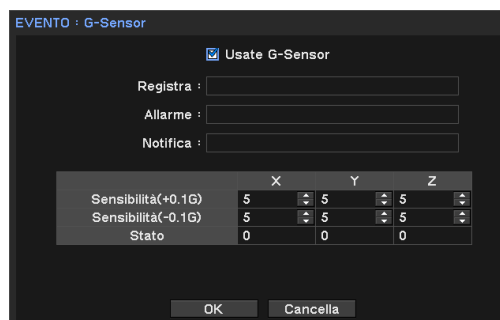 EVENTO : G-Sensor
Usate G-Sensor
Registra :
Allarme :
Notifica :
X Y Z
Sensibilità(+0.1G) 5 5 5
Sensibilità(-0.1G) 5 5 5
Stato 0 0 0
OK Cancella